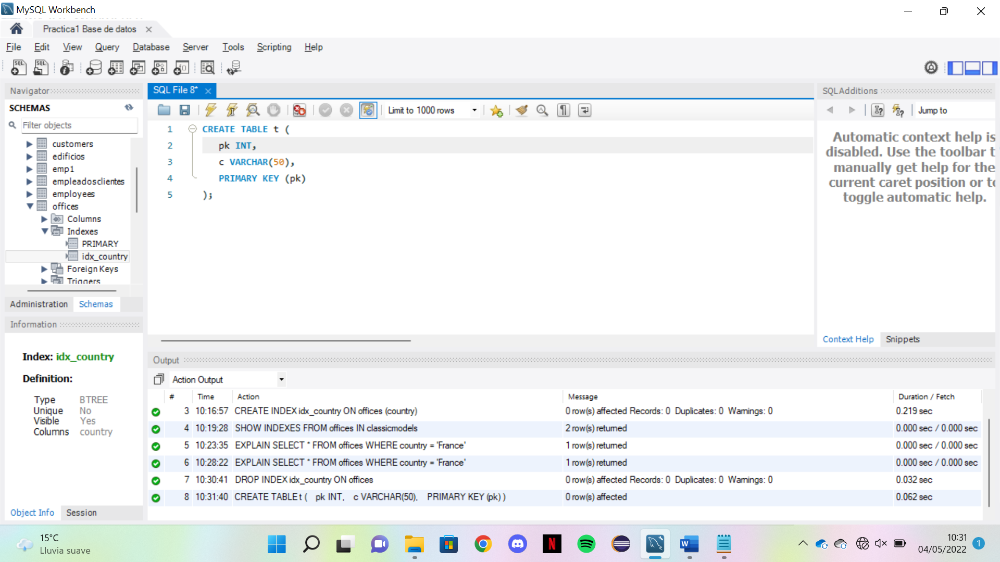 MySQL Workbench
Practica1 Base de datos
File Edit View Query Database Server Tools Scripting Help
Navigator
SCHEMAS
Filter objects
customers
edificios
emp1
empleadosclientes
employees
offices
Columns
Indexes
PRIMARY
idx_country
Foreign Keys
Triggers
Administration Schemas
Information
Index: idx_country
Definition:
Type BTREE
Unique No
Visible Yes
Columns country
Object Info Session
SQL File 8*
Limit to 1000 rows
1 CREATE TABLE t (
2 pk INT,
3 c VARCHAR(50),
4 PRIMARY KEY (pk)
5 );
SQLAdditions
Jump to
Automatic context help is
disabled. Use the toolbar t
manually get help for the
current caret position or to
toggle automatic help.
Context Help Snippets
Output
Action Output
# Time Action Message Duration / Fetch
3 10:16:57 CREATE INDEX idx_country ON offices (country) 0 row(s) affected Records: 0 Duplicates: 0 Warnings: 0 0.219 sec
4 10:19:28 SHOW INDEXES FROM offices IN classicmodels 2 row(s) returned 0.000 sec / 0.000 sec
5 10:23:35 EXPLAIN SELECT * FROM offices WHERE country = 'France' 1 row(s) returned 0.000 sec / 0.000 sec
6 10:28:22 EXPLAIN SELECT * FROM offices WHERE country = 'France' 1 row(s) returned 0.000 sec / 0.000 sec
7 10:30:41 DROP INDEX idx_country ON offices 0 row(s) affected Records: 0 Duplicates: 0 Warnings: 0 0.032 sec
8 10:31:40 CREATE TABLE t ( pk INT, c VARCHAR(50), PRIMARY KEY (pk) ) 0 row(s) affected 0.062 sec
15°C
Lluvia suave
10:31
04/05/2022
1